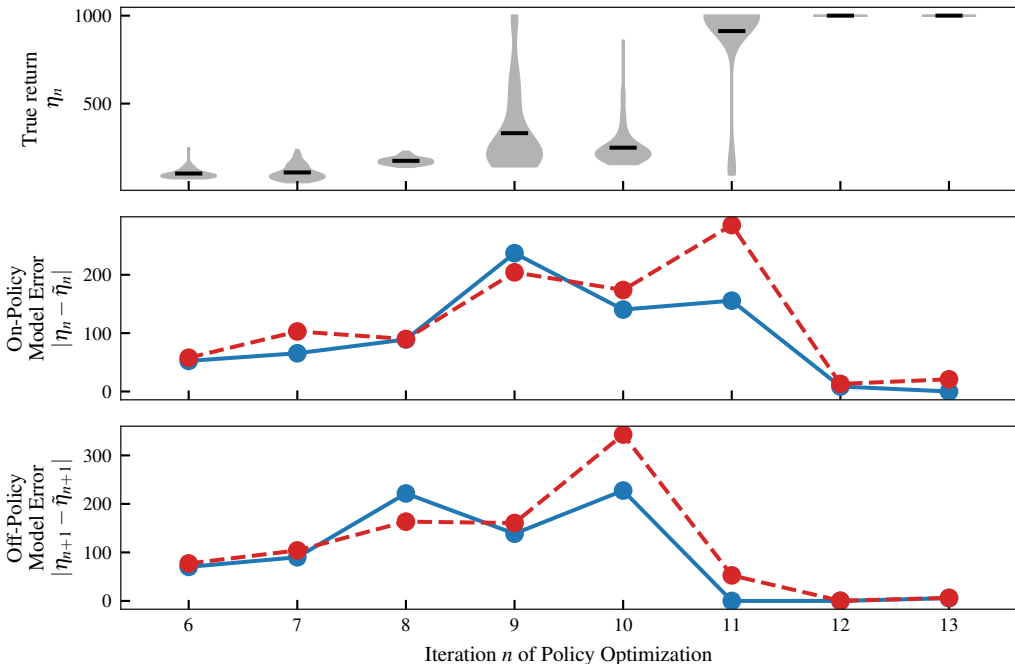 True return
ηₙ
1000
500
On-Policy
Model Error
|ηₙ − η̃ₙ|
200
100
0
Off-Policy
Model Error
|ηₙ₊₁ − η̃ₙ₊₁|
300
200
100
0
6 7 8 9 10 11 12 13
Iteration n of Policy Optimization